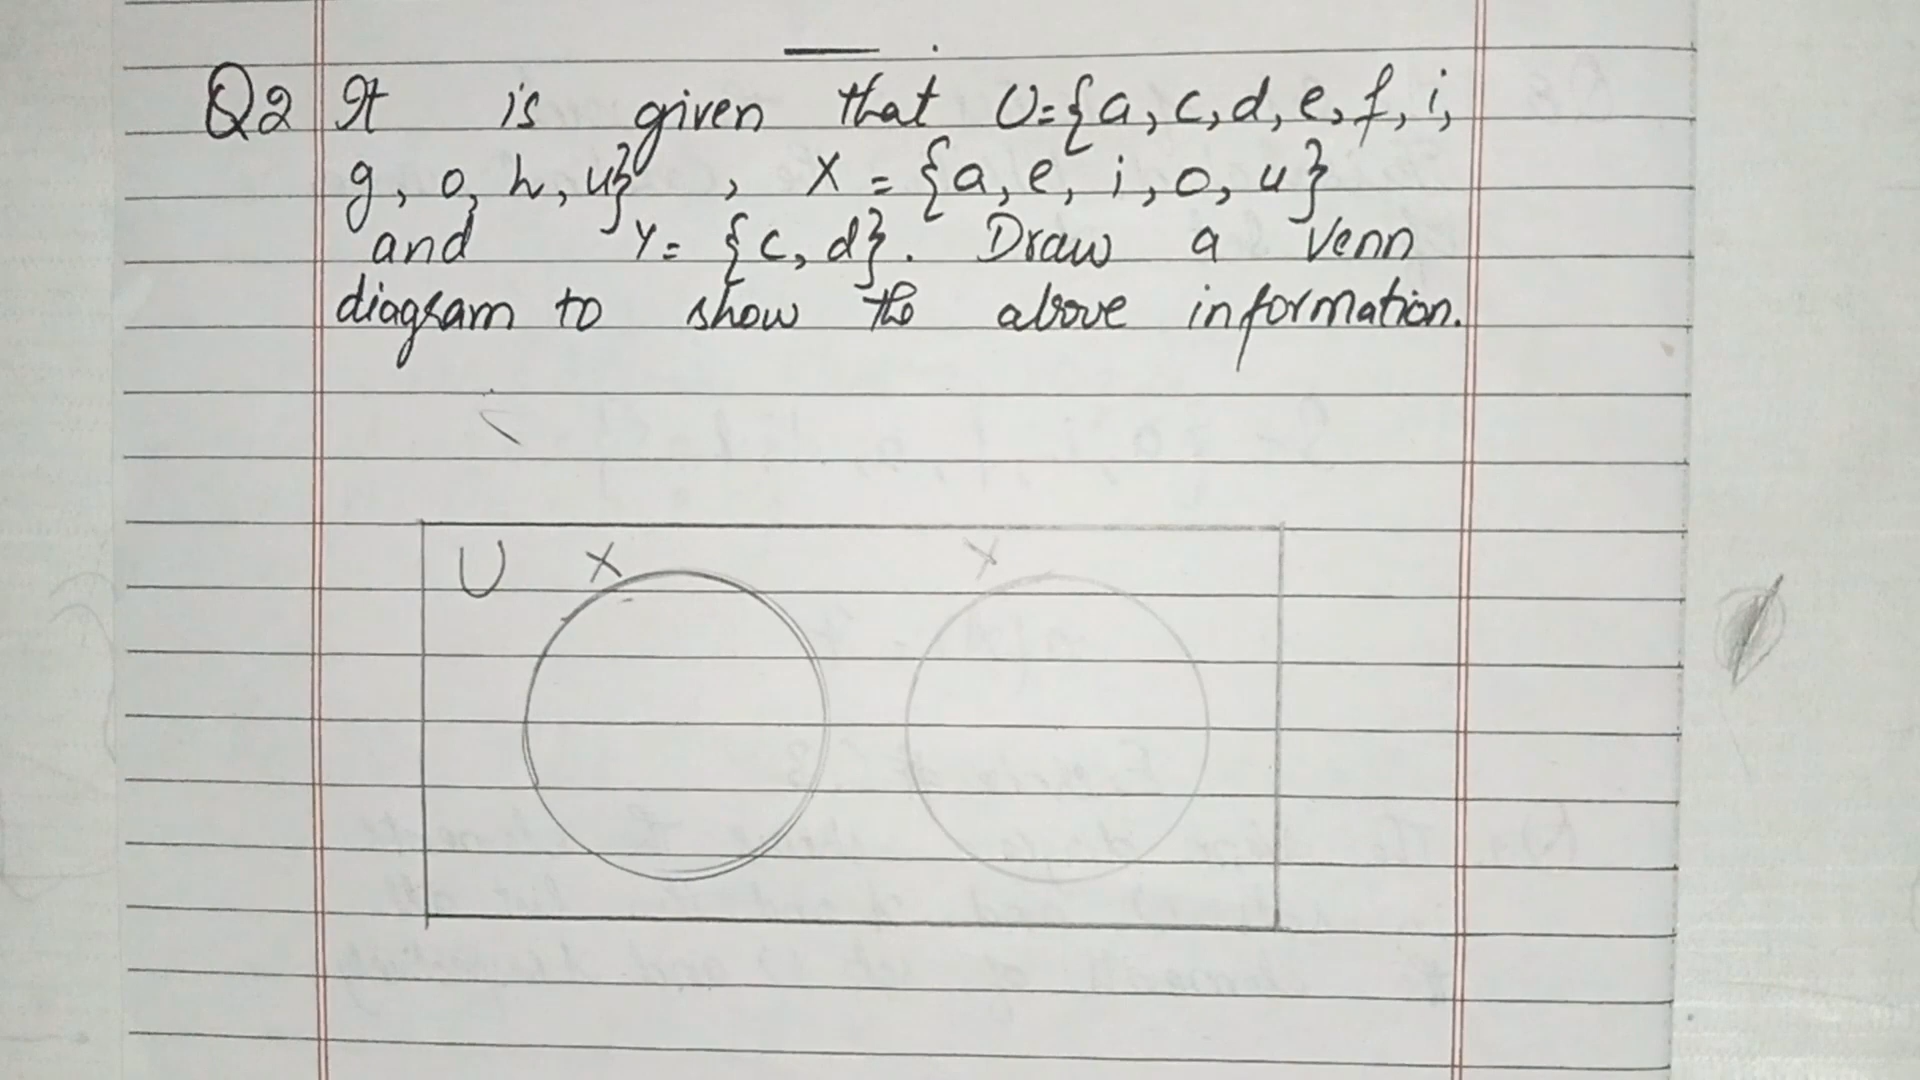 Q2 It is given that U={a, c, d, e, f, i,
g, o, h, u} , X = {a, e, i, o, u}
and Y= {c, d}. Draw a Venn
diagram to show the above information.
U X